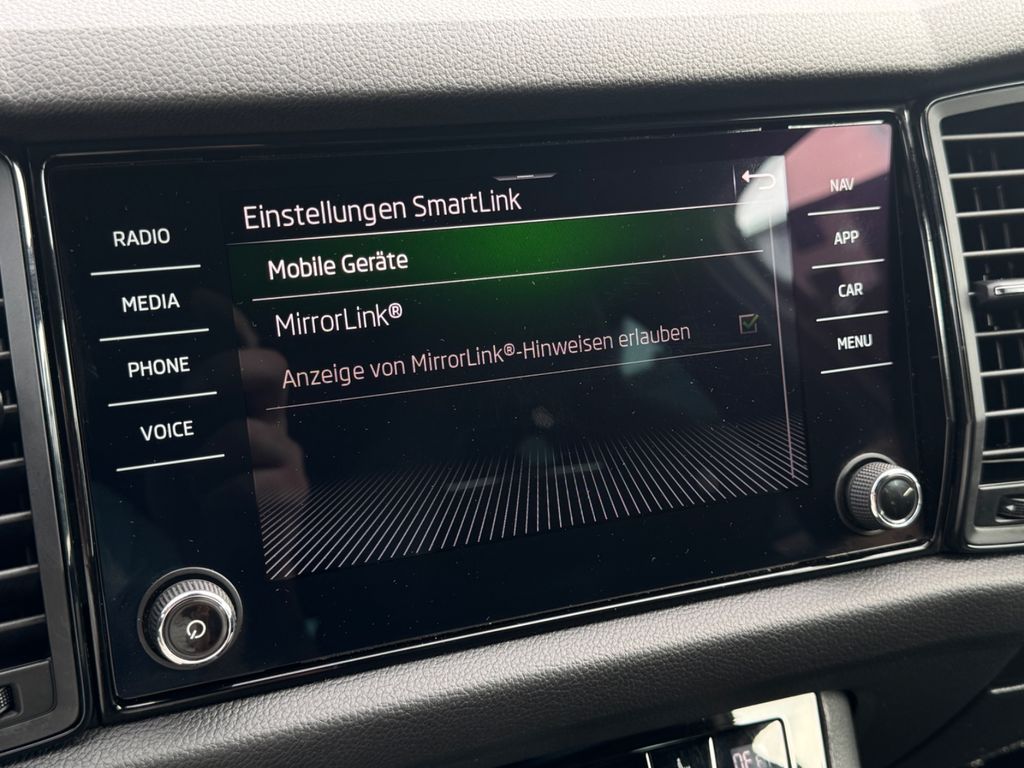 Einstellungen SmartLink
Mobile Geräte
MirrorLink®
Anzeige von MirrorLink®-Hinweisen erlauben
RADIO
MEDIA
PHONE
VOICE
NAV
APP
CAR
MENU